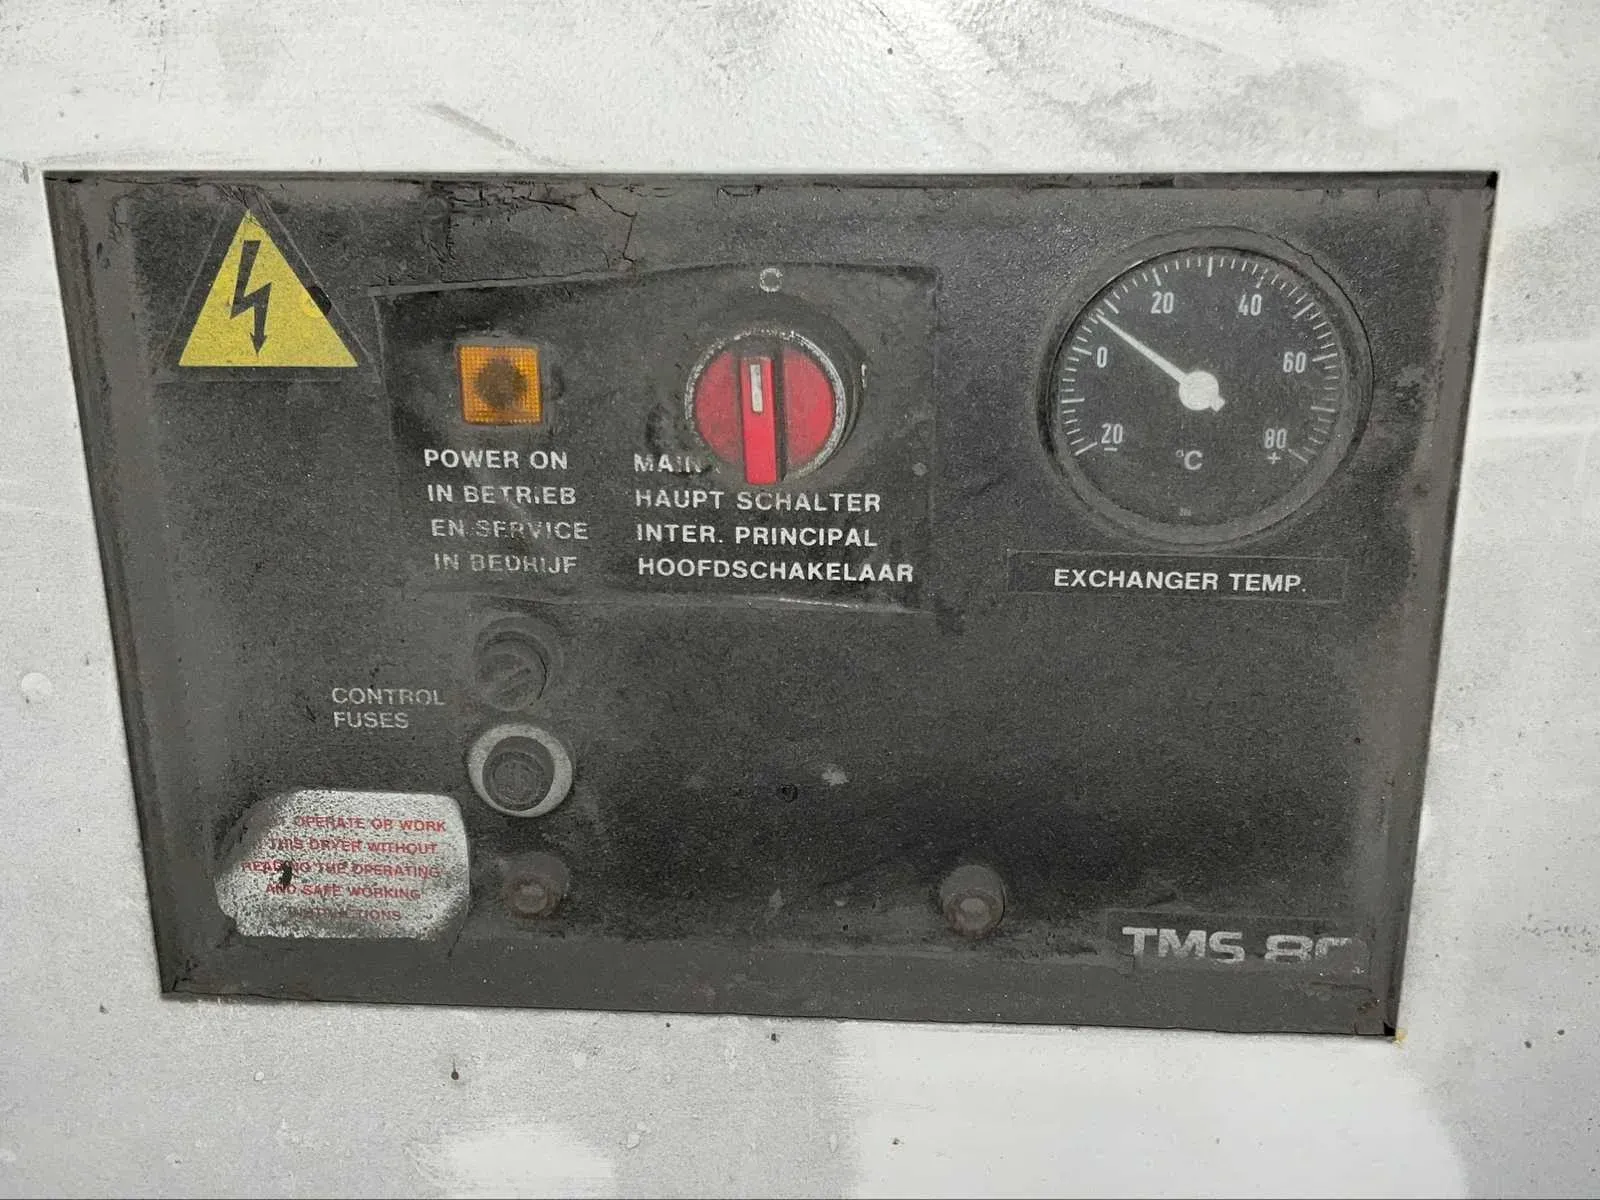 POWER ON
IN BETRIEB
EN SERVICE
IN BEDRIJF
MAIN
HAUPT SCHALTER
INTER. PRINCIPAL
HOOFDSCHAKELAAR
20 40
0 60
20 80
- °C +
EXCHANGER TEMP.
CONTROL
FUSES
OPERATE OR WORK
THIS DRYER WITHOUT
READING THE OPERATING
AND SAFE WORKING
INSTRUCTIONS
TMS